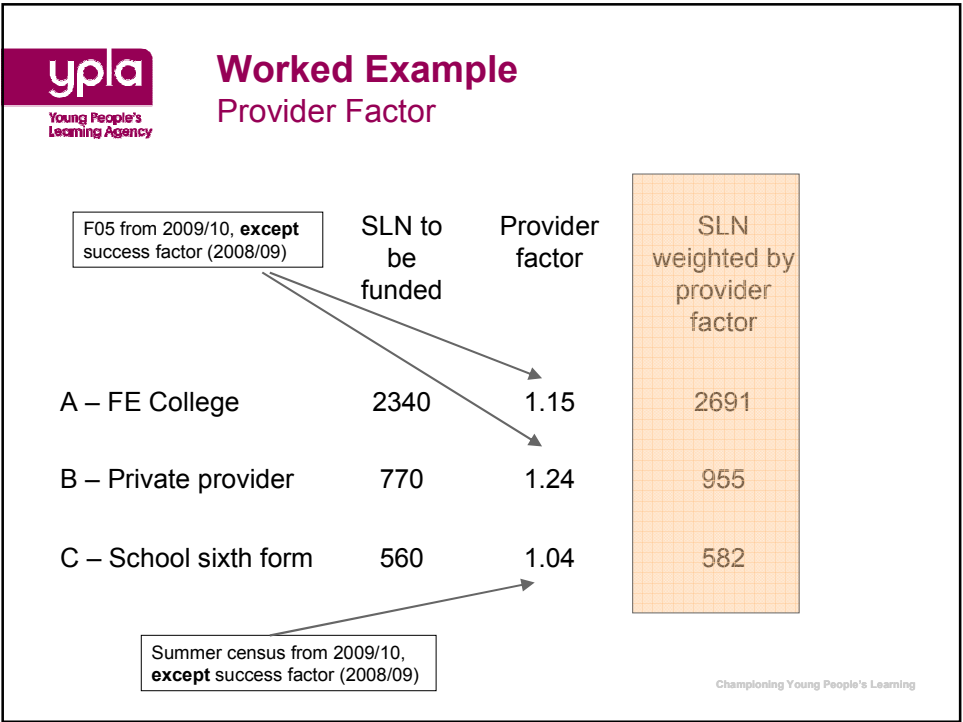 ypla
Young People's
Learning Agency
Worked Example
Provider Factor
F05 from 2009/10, except
success factor (2008/09)
SLN to
be
funded
Provider
factor
SLN
weighted by
provider
factor
A – FE College 2340 1.15 2691
B – Private provider 770 1.24 955
C – School sixth form 560 1.04 582
Summer census from 2009/10,
except success factor (2008/09)
Championing Young People's Learning